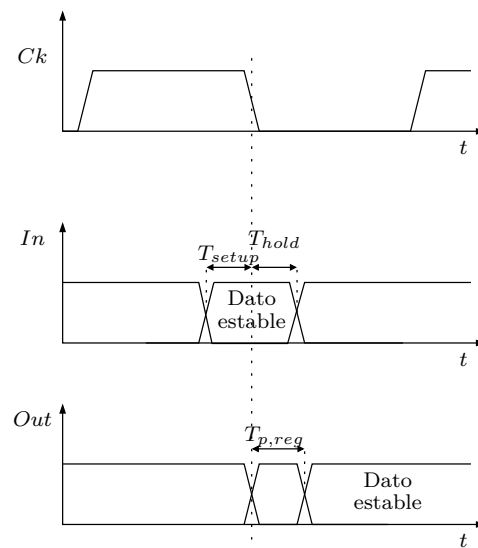 Ck
t
In
T_setup
T_hold
Dato
estable
t
Out
T_p,reg
Dato
estable
t